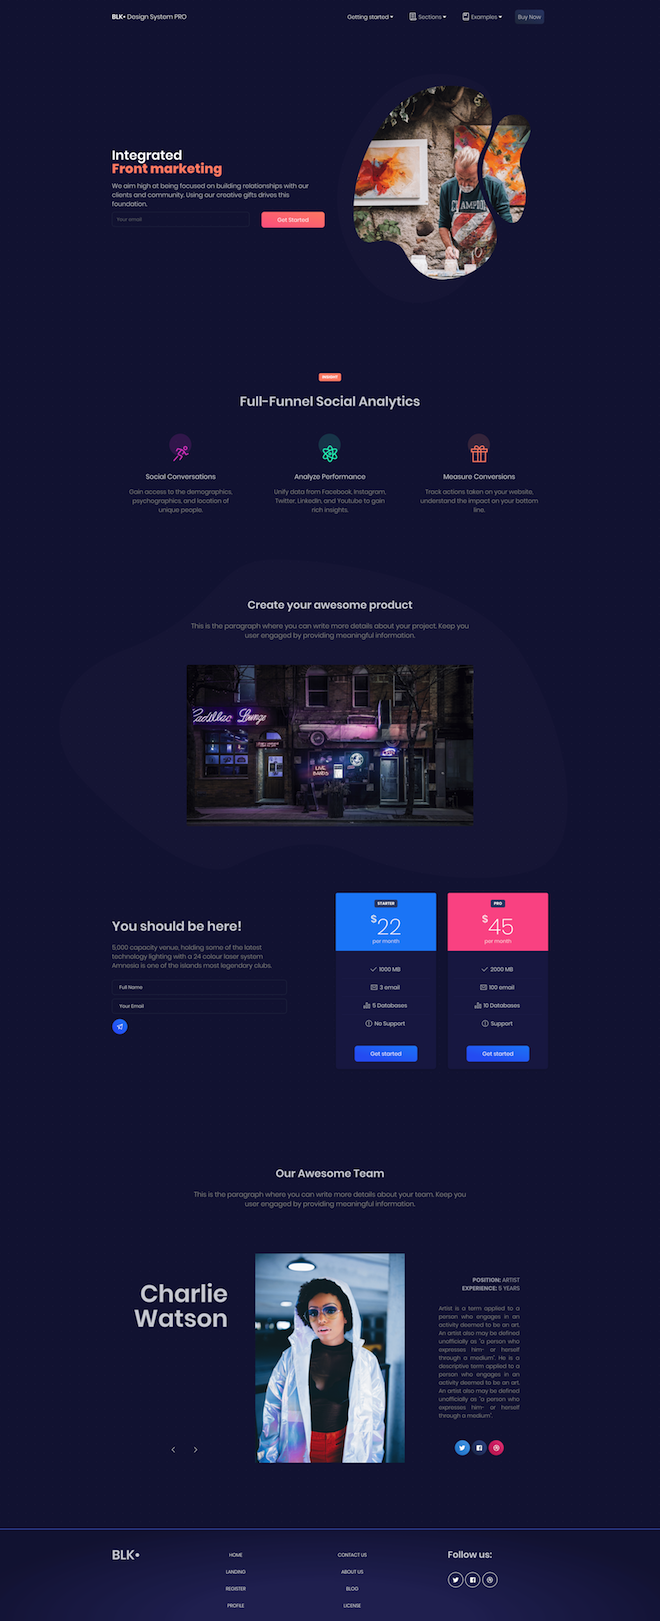 BLK• Design System PRO
Getting started
Sections
Examples
Buy Now
Integrated
Front marketing
We aim high at being focused on building relationships with our
clients and community. Using our creative gifts drives this
foundation.
Your email
Get Started
CHAMPION
INSIGHT
Full-Funnel Social Analytics
Social Conversations
Gain access to the demographics,
psychographics, and location of
unique people.
Analyze Performance
Unify data from Facebook, Instagram,
Twitter, LinkedIn, and Youtube to gain
rich insights.
Measure Conversions
Track actions taken on your website,
understand the impact on your bottom
line.
Create your awesome product
This is the paragraph where you can write more details about your project. Keep you
user engaged by providing meaningful information.
Cadillac Lounge
LIVE
BANDS
You should be here!
5,000 capacity venue, holding some of the latest
technology lighting with a 24 colour laser system
Amnesia is one of the islands most legendary clubs.
Full Name
Your Email
STARTER
$22
per month
1000 MB
3 email
5 Databases
No Support
Get started
PRO
$45
per month
2000 MB
100 email
10 Databases
Support
Get started
Our Awesome Team
This is the paragraph where you can write more details about your team. Keep you
user engaged by providing meaningful information.
Charlie
Watson
POSITION: ARTIST
EXPERIENCE: 5 YEARS
Artist is a term applied to a
person who engages in an
activity deemed to be an art.
An artist also may be defined
unofficially as "a person who
expresses him- or herself
through a medium". He is a
descriptive term applied to a
person who engages in an
activity deemed to be an art.
An artist also may be defined
unofficially as "a person who
expresses him- or herself
through a medium".
BLK•
HOME
LANDING
REGISTER
PROFILE
CONTACT US
ABOUT US
BLOG
LICENSE
Follow us: